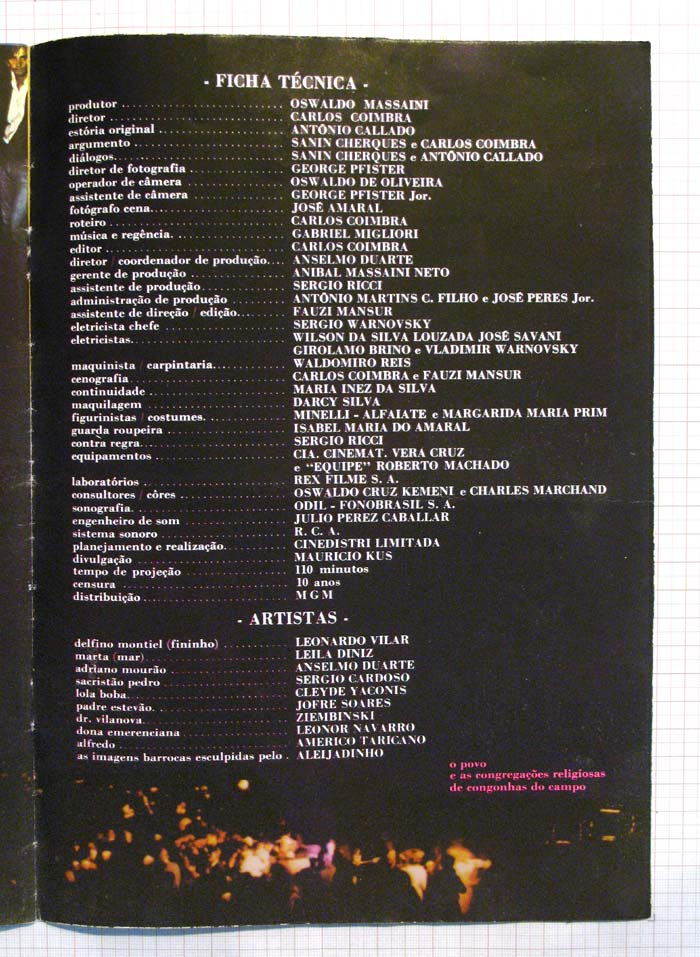 - FICHA TÉCNICA -
produtor ........................ OSWALDO MASSAINI
diretor ........................ CARLOS COIMBRA
estória original ........................ ANTÔNIO CALLADO
argumento ........................ SANIN CHERQUES e CARLOS COIMBRA
diálogos ........................ SANIN CHERQUES e ANTÔNIO CALLADO
diretor de fotografia ........................ GEORGE PFISTER
operador de câmera ........................ OSWALDO DE OLIVEIRA
assistente de câmera ........................ GEORGE PFISTER Jor.
fotógrafo cena ........................ JOSÉ AMARAL
roteiro ........................ CARLOS COIMBRA
música e regência ........................ GABRIEL MIGLIORI
editor ........................ CARLOS COIMBRA
diretor / coordenador de produção .... ANSELMO DUARTE
gerente de produção ........................ ANIBAL MASSAINI NETO
assistente de produção ........................ SERGIO RICCI
administração de produção ........................ ANTÔNIO MARTINS C. FILHO e JOSÉ PERES Jor.
assistente de direção / edição .... FAUZI MANSUR
eletricista chefe ........................ SERGIO WARNOVSKY
eletricistas ........................ WILSON DA SILVA LOUZADA JOSÉ SAVANI
GIROLAMO BRINO e VLADIMIR WARNOVSKY
maquinista / carpintaria ........................ WALDOMIRO REIS
cenografia ........................ CARLOS COIMBRA e FAUZI MANSUR
continuidade ........................ MARIA INEZ DA SILVA
maquilagem ........................ DARCY SILVA
figurinistas / costumes ........................ MINELLI - ALFAIATE e MARGARIDA MARIA PRIM
guarda roupeira ........................ ISABEL MARIA DO AMARAL
contra regra ........................ SERGIO RICCI
equipamentos ........................ CIA. CINEMAT. VERA CRUZ
e "EQUIPE" ROBERTO MACHADO
laboratórios ........................ REX FILME S. A.
consultores / côres ........................ OSWALDO CRUZ KEMENI e CHARLES MARCHAND
sonografia ........................ ODIL - FONOBRASIL S. A.
engenheiro de som ........................ JULIO PEREZ CABALLAR
sistema sonoro ........................ R. C. A.
planejamento e realização ........................ CINEDISTRI LIMITADA
divulgação ........................ MAURICIO KUS
tempo de projeção ........................ 110 minutos
censura ........................ 10 anos
distribuição ........................ M G M
- ARTISTAS -
delfino montiel (fininho) ........................ LEONARDO VILAR
marta (mar) ........................ LEILA DINIZ
adriano mourão ........................ ANSELMO DUARTE
sacristão pedro ........................ SERGIO CARDOSO
lola boba ........................ CLEYDE YACONIS
padre estevão ........................ JOFRE SOARES
dr. vilanova ........................ ZIEMBINSKI
dona emerenciana ........................ LEONOR NAVARRO
alfredo ........................ AMERICO TARICANO
as imagens barrocas esculpidas pelo . ALEIJADINHO
o povo
e as congregações religiosas
de congonhas do campo